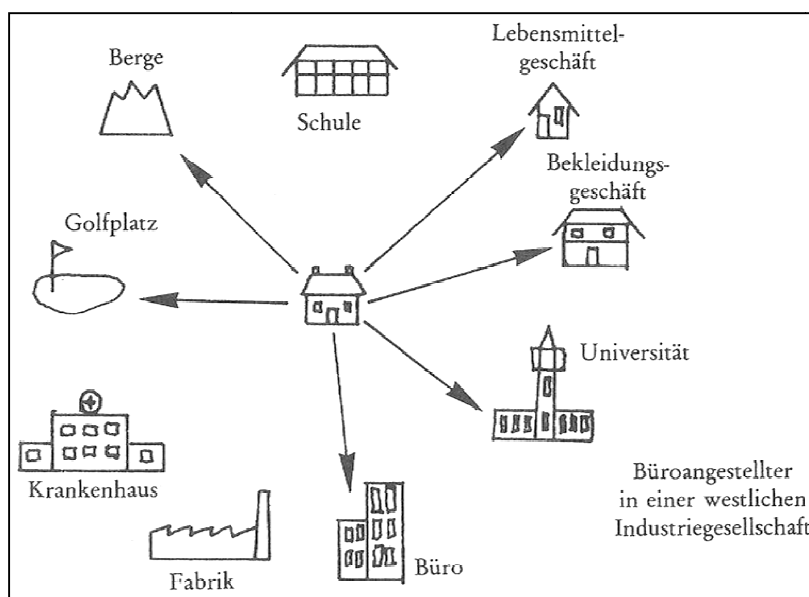 Berge
Schule
Lebensmittel-
geschäft
Bekleidungs-
geschäft
Golfplatz
Universität
Krankenhaus
Fabrik
Büro
Büroangestellter
in einer westlichen
Industriegesellschaft